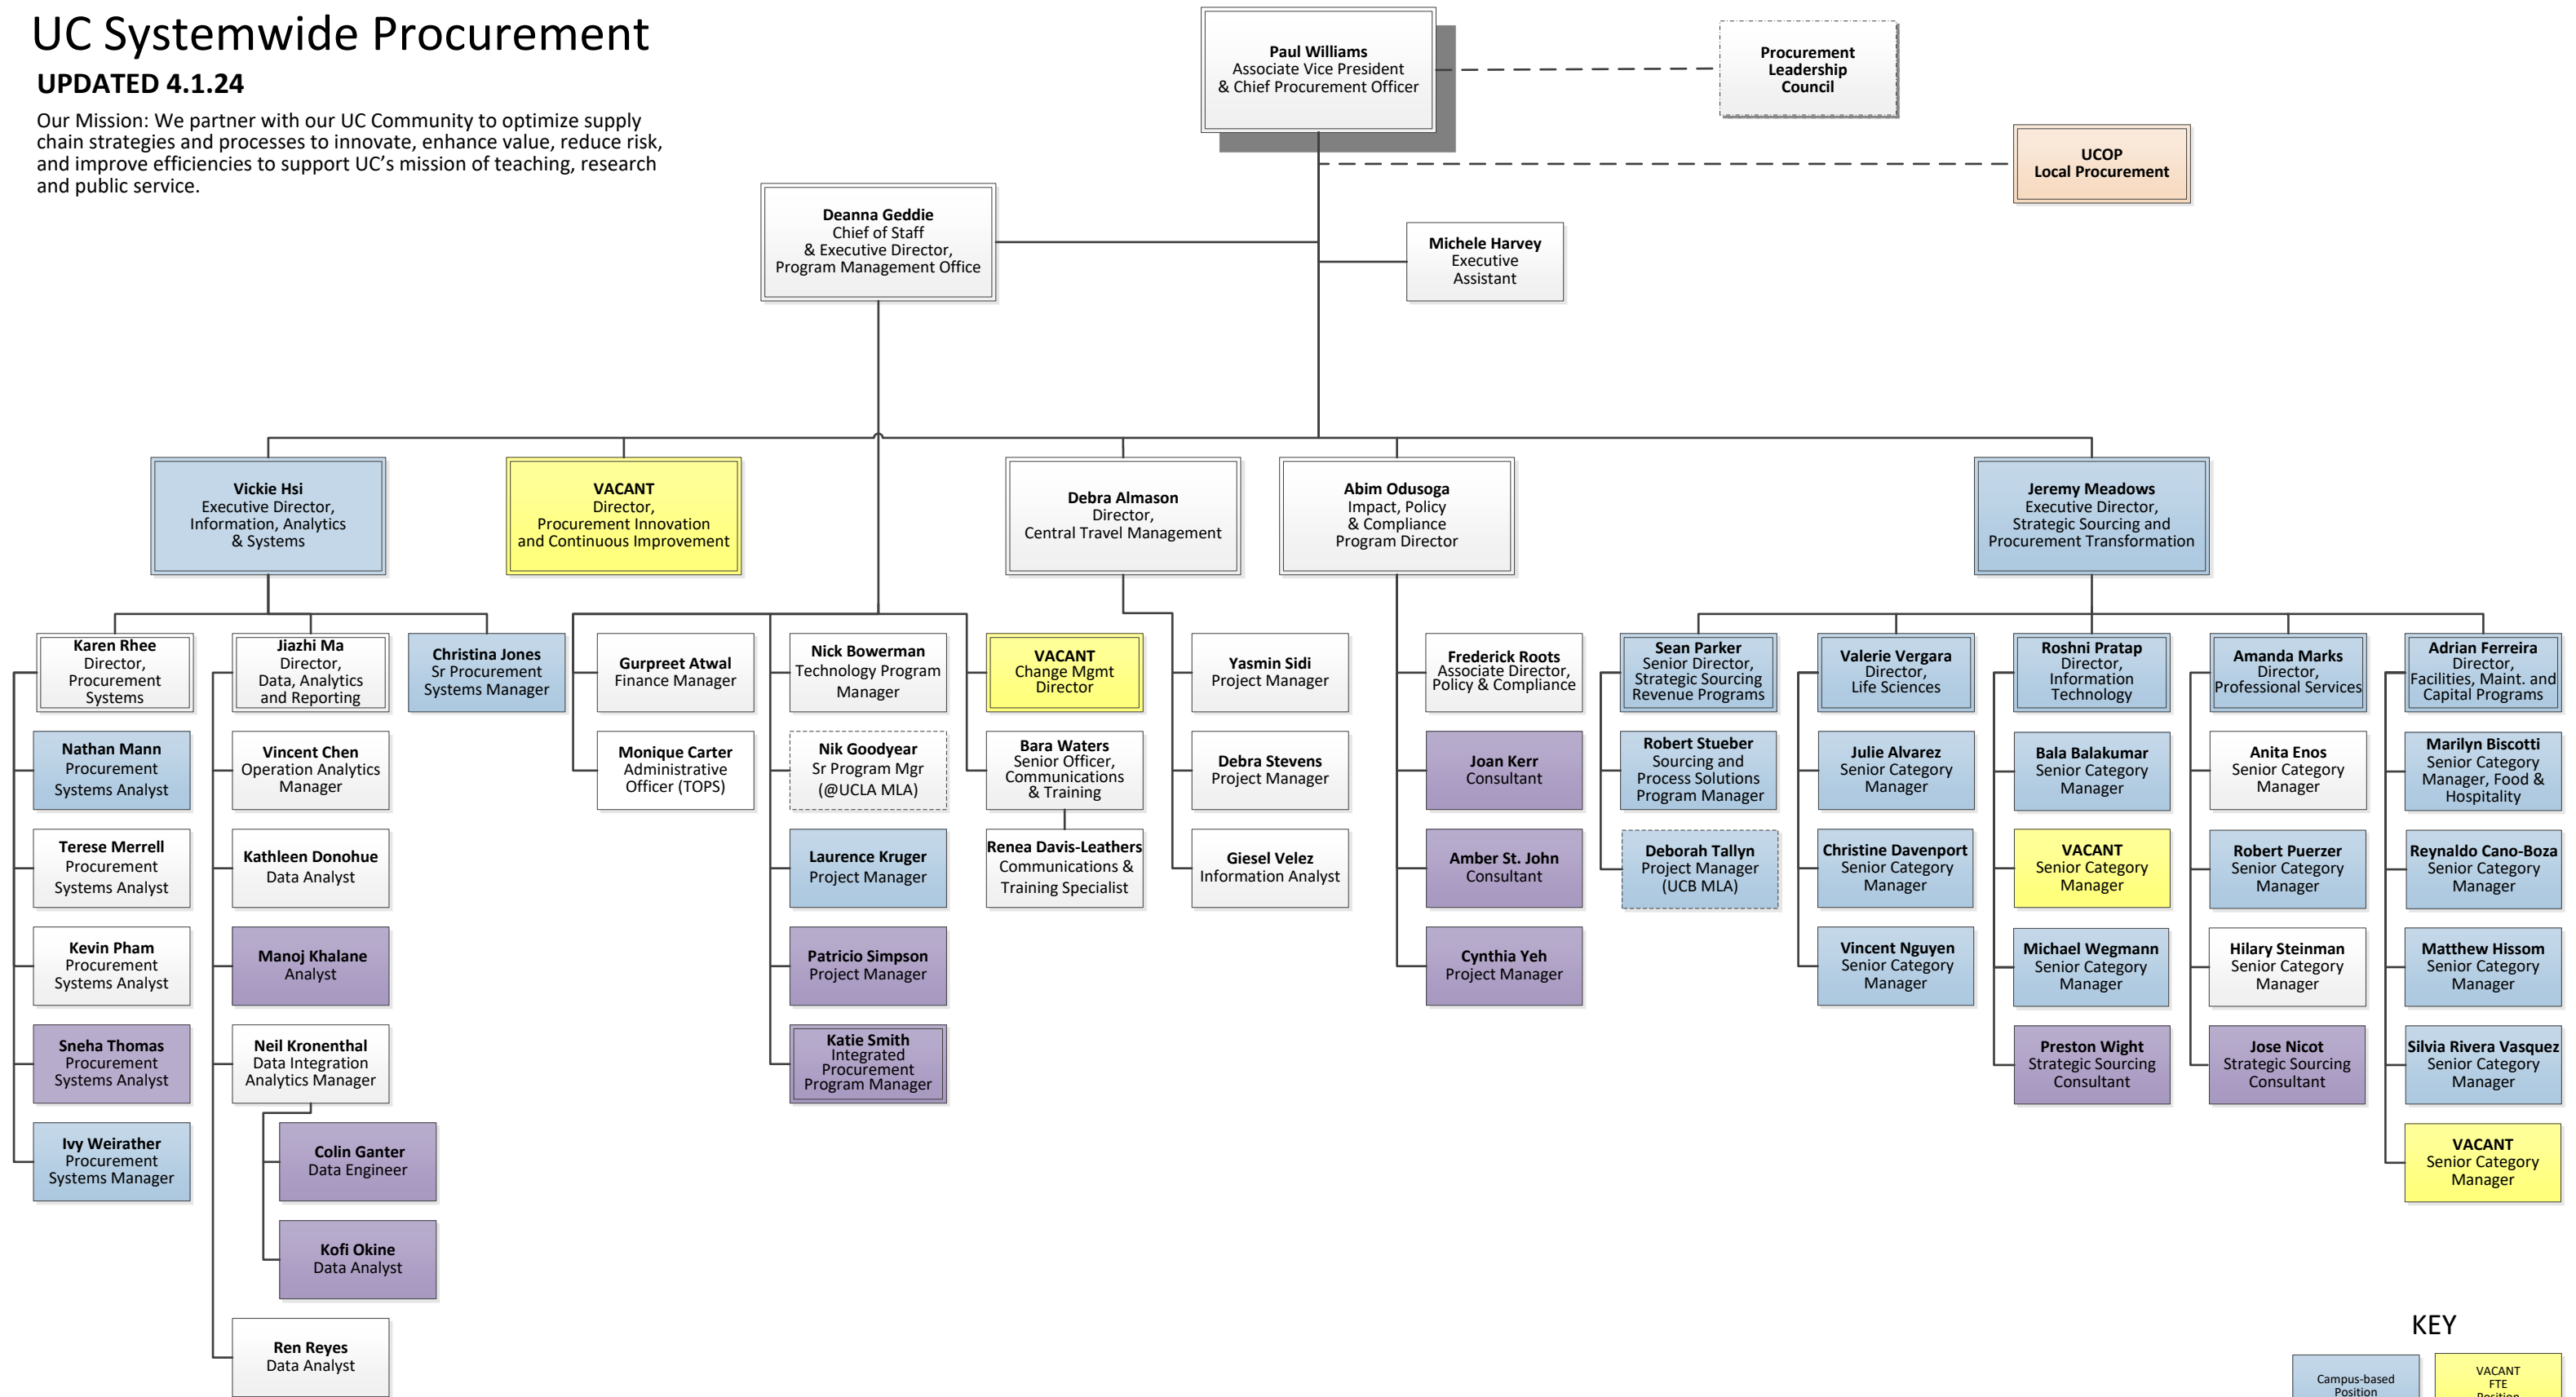 UC Systemwide Procurement
UPDATED 4.1.24
Our Mission: We partner with our UC Community to optimize supply
chain strategies and processes to innovate, enhance value, reduce risk,
and improve efficiencies to support UC's mission of teaching, research
and public service.
Paul Williams
Associate Vice President
& Chief Procurement Officer
Procurement
Leadership
Council
UCOP
Local Procurement
Deanna Geddie
Chief of Staff
& Executive Director,
Program Management Office
Michele Harvey
Executive
Assistant
Vickie Hsi
Executive Director,
Information, Analytics
& Systems
VACANT
Director,
Procurement Innovation
and Continuous Improvement
Debra Almason
Director,
Central Travel Management
Abim Odusoga
Impact, Policy
& Compliance
Program Director
Jeremy Meadows
Executive Director,
Strategic Sourcing and
Procurement Transformation
Karen Rhee
Director,
Procurement
Systems
Nathan Mann
Procurement
Systems Analyst
Terese Merrell
Procurement
Systems Analyst
Kevin Pham
Procurement
Systems Analyst
Sneha Thomas
Procurement
Systems Analyst
Ivy Weirather
Procurement
Systems Manager
Jiazhi Ma
Director,
Data, Analytics
and Reporting
Vincent Chen
Operation Analytics
Manager
Kathleen Donohue
Data Analyst
Manoj Khalane
Analyst
Neil Kronenthal
Data Integration
Analytics Manager
Colin Ganter
Data Engineer
Kofi Okine
Data Analyst
Ren Reyes
Data Analyst
Christina Jones
Sr Procurement
Systems Manager
Gurpreet Atwal
Finance Manager
Monique Carter
Administrative
Officer (TOPS)
Nick Bowerman
Technology Program
Manager
Nik Goodyear
Sr Program Mgr
(@UCLA MLA)
Laurence Kruger
Project Manager
Patricio Simpson
Project Manager
Katie Smith
Integrated
Procurement
Program Manager
VACANT
Change Mgmt
Director
Bara Waters
Senior Officer,
Communications
& Training
Renea Davis-Leathers
Communications &
Training Specialist
Yasmin Sidi
Project Manager
Debra Stevens
Project Manager
Giesel Velez
Information Analyst
Frederick Roots
Associate Director,
Policy & Compliance
Joan Kerr
Consultant
Amber St. John
Consultant
Cynthia Yeh
Project Manager
Sean Parker
Senior Director,
Strategic Sourcing
Revenue Programs
Robert Stueber
Sourcing and
Process Solutions
Program Manager
Deborah Tallyn
Project Manager
(UCB MLA)
Valerie Vergara
Director,
Life Sciences
Julie Alvarez
Senior Category
Manager
Christine Davenport
Senior Category
Manager
Vincent Nguyen
Senior Category
Manager
Roshni Pratap
Director,
Information
Technology
Bala Balakumar
Senior Category
Manager
VACANT
Senior Category
Manager
Michael Wegmann
Senior Category
Manager
Preston Wight
Strategic Sourcing
Consultant
Amanda Marks
Director,
Professional Services
Anita Enos
Senior Category
Manager
Robert Puerzer
Senior Category
Manager
Hilary Steinman
Senior Category
Manager
Jose Nicot
Strategic Sourcing
Consultant
Adrian Ferreira
Director,
Facilities, Maint. and
Capital Programs
Marilyn Biscotti
Senior Category
Manager, Food &
Hospitality
Reynaldo Cano-Boza
Senior Category
Manager
Matthew Hissom
Senior Category
Manager
Silvia Rivera Vasquez
Senior Category
Manager
VACANT
Senior Category
Manager
KEY
Campus-based
Position
VACANT
FTE
Position